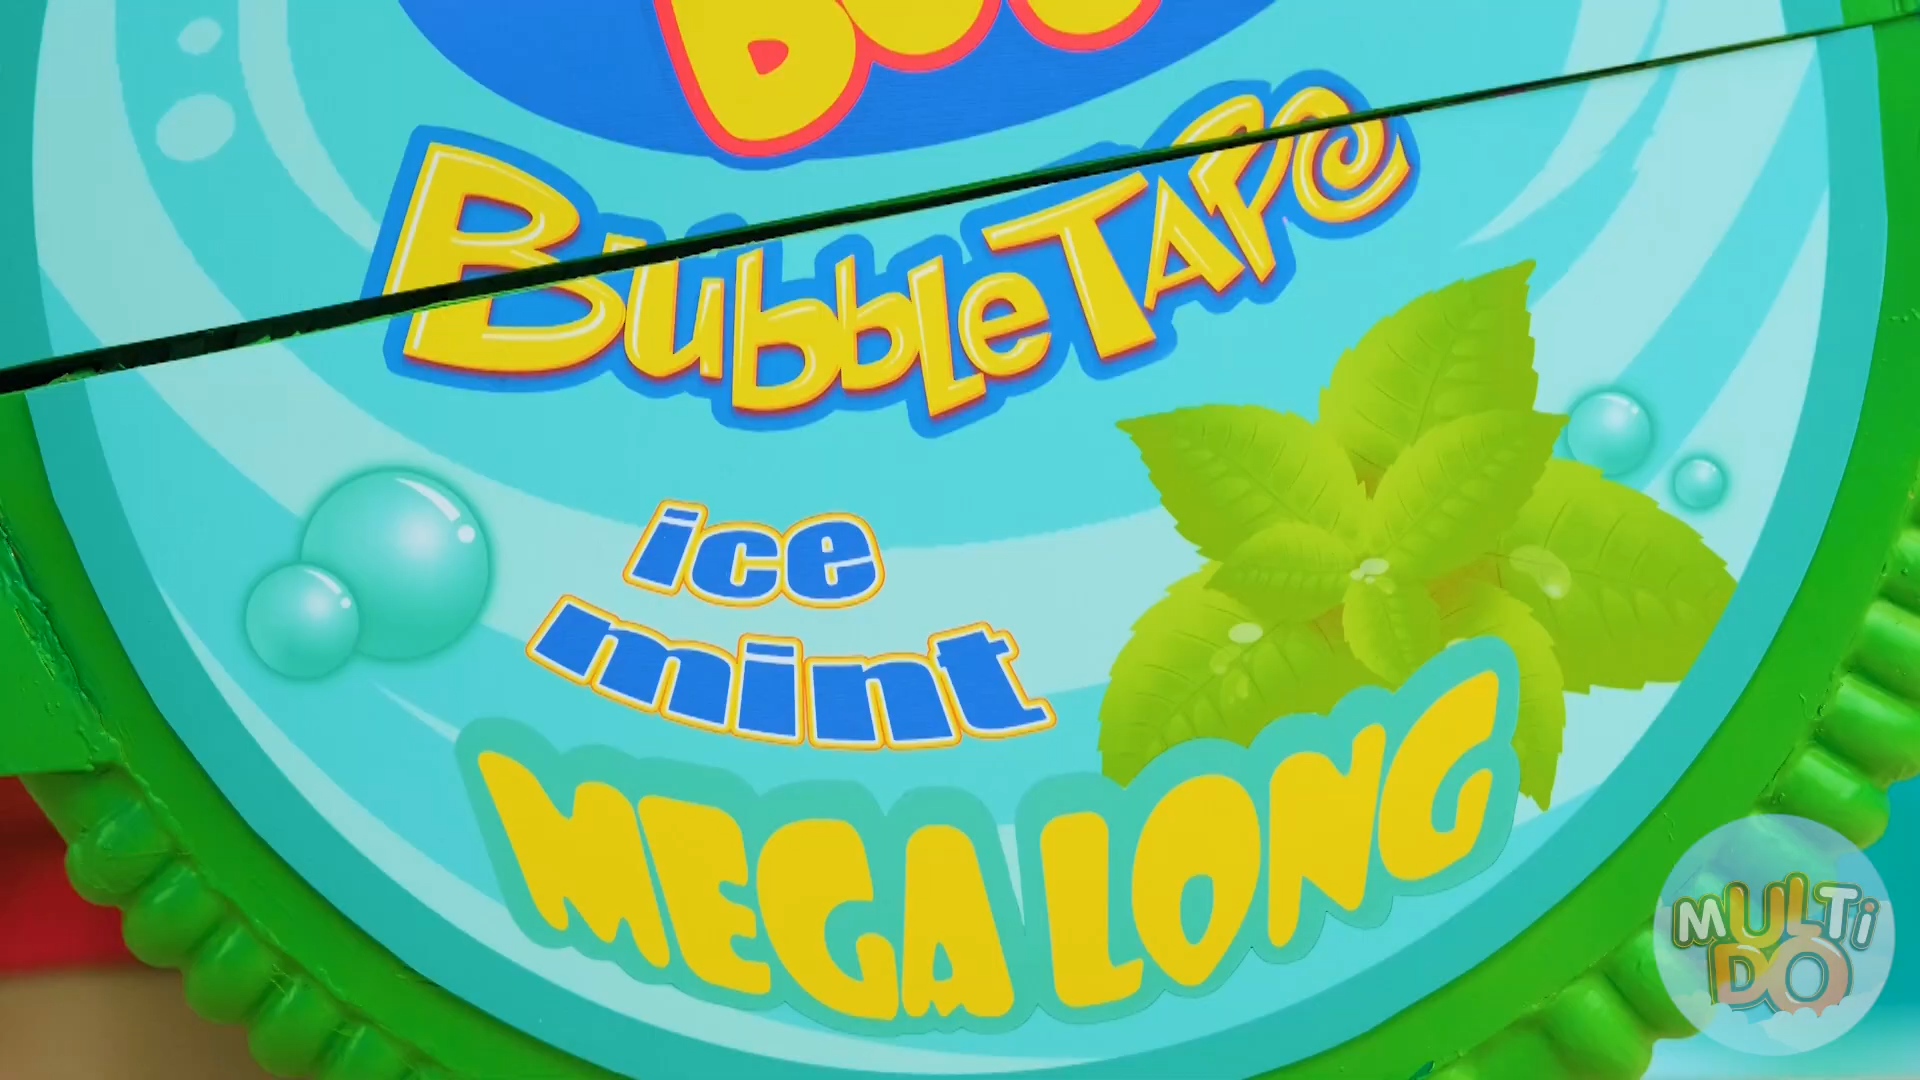 BubbleTape
ice
mint
MEGA LONG
MULTi
DO